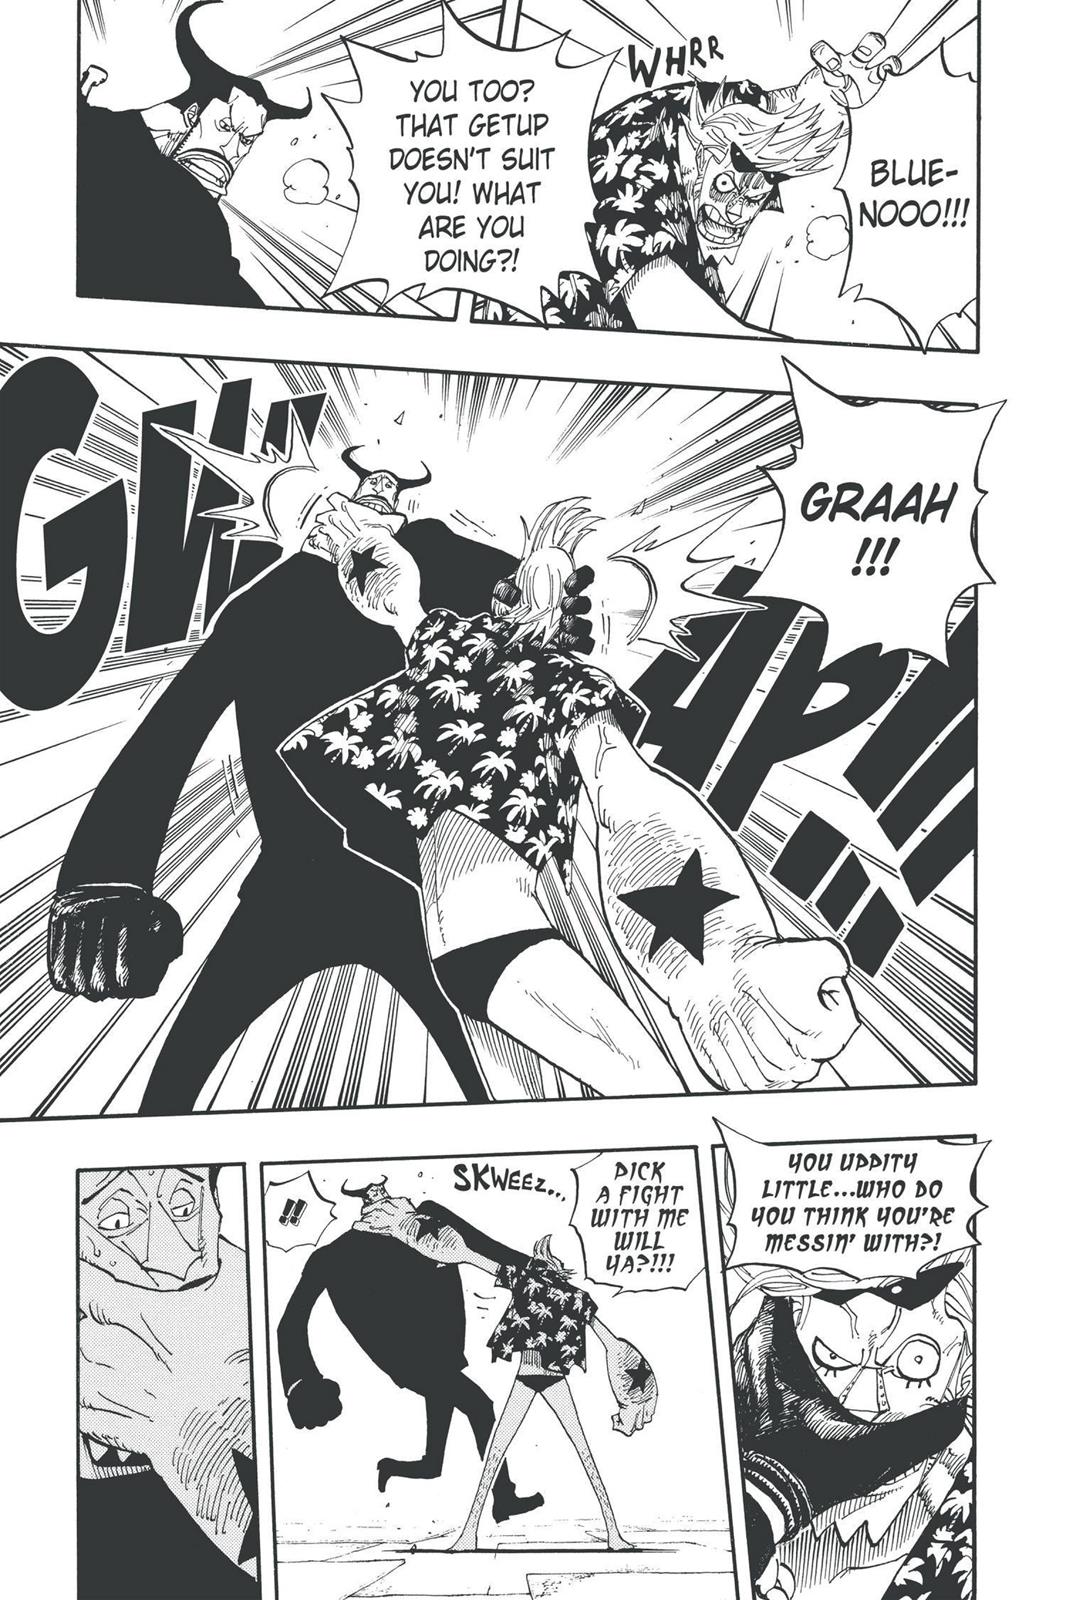 BLUE-
NOOO!!!
WHRR
YOU TOO?
THAT GETUP
DOESN'T SUIT
YOU! WHAT
ARE YOU
DOING?!
GRAAH
!!!
GWAP!!
YOU UPPITY
LITTLE...WHO DO
YOU THINK YOU'RE
MESSIN' WITH?!
PICK
A FIGHT
WITH ME
WILL
YA?!!!
SKWEEZ...
!!